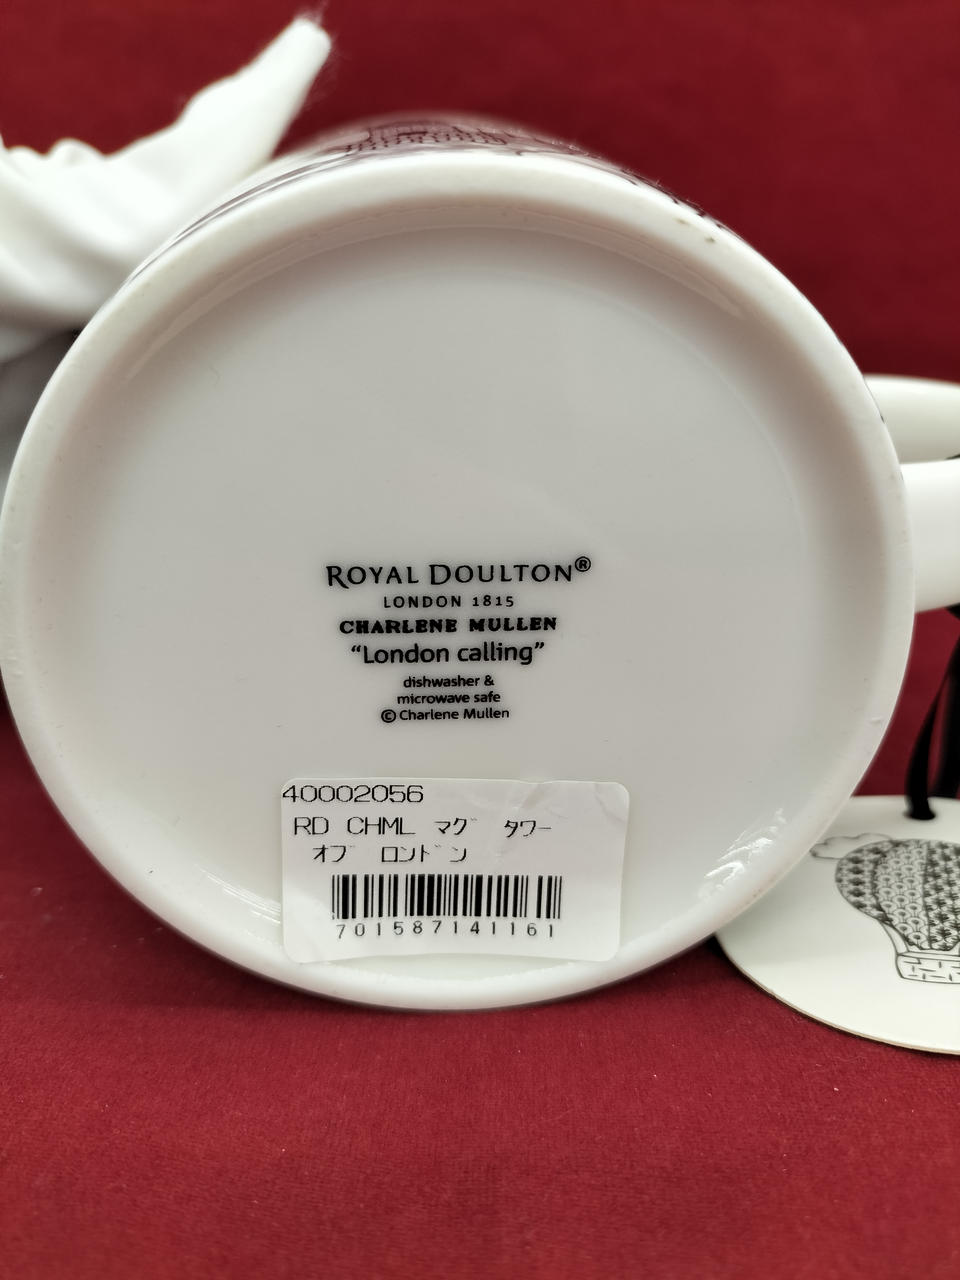 ROYAL DOULTON®
LONDON 1815
CHARLENE MULLEN
“London calling”
dishwasher &
microwave safe
© Charlene Mullen
40002056
RD CHML マグ タワー
オブ ロンドン
701587141161